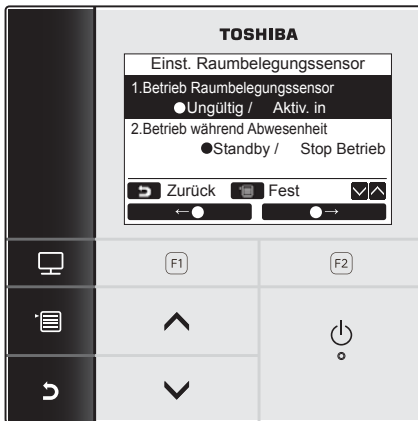 TOSHIBA
Einst. Raumbelegungssensor
1.Betrieb Raumbelegungssensor
●Ungültig / Aktiv. in
2.Betrieb während Abwesenheit
●Standby / Stop Betrieb
Zurück Fest
←● ●→
F1 F2